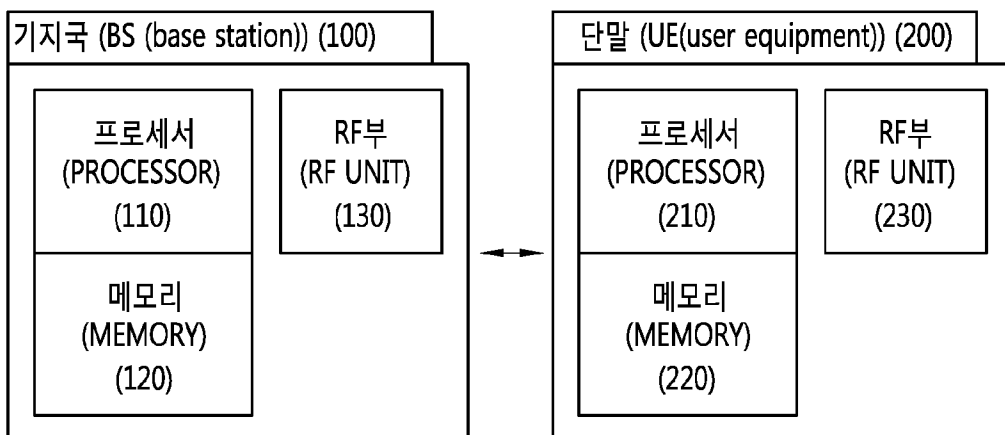 기지국 (BS (base station)) (100)
프로세서
(PROCESSOR)
(110)
RF부
(RF UNIT)
(130)
메모리
(MEMORY)
(120)
단말 (UE(user equipment)) (200)
프로세서
(PROCESSOR)
(210)
RF부
(RF UNIT)
(230)
메모리
(MEMORY)
(220)